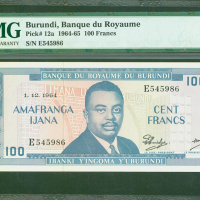 MG
Burundi, Banque du Royaume
Pick# 12a 1964-65 100 Francs
S/N E545986
BANQUE DU ROYAUME DU BURUNDI
1.12.1964
E545986
AMAFRANGA
IJANA
CENT
FRANCS
E545986
100
100
IBANKI Y'INGOMA Y'UBURUNDI